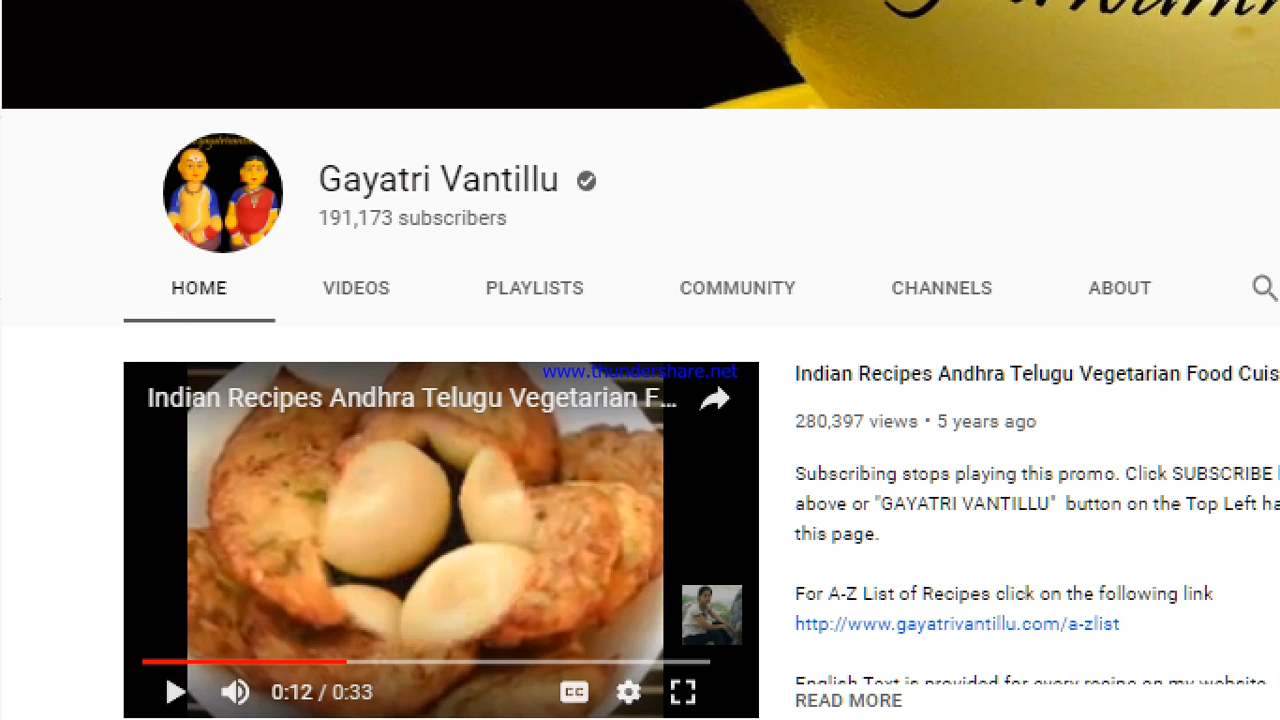 Gayatri Vantillu
191,173 subscribers
HOME VIDEOS PLAYLISTS COMMUNITY CHANNELS ABOUT
www.thundershare.net
Indian Recipes Andhra Telugu Vegetarian F...
0:12 / 0:33
CC
Indian Recipes Andhra Telugu Vegetarian Food Cuis
280,397 views • 5 years ago
Subscribing stops playing this promo. Click SUBSCRIBE
above or "GAYATRI VANTILLU" button on the Top Left ha
this page.
For A-Z List of Recipes click on the following link
http://www.gayatrivantillu.com/a-zlist
English Text is provided for every recipe on my website
READ MORE